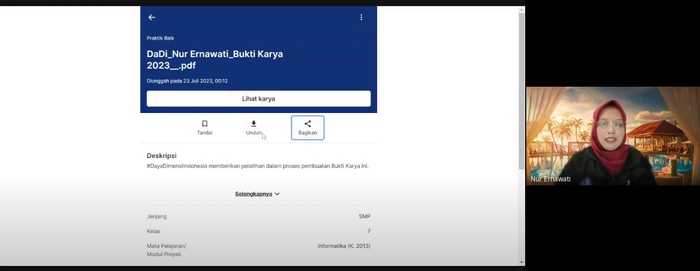 Praktik Baik
DaDi_Nur Ernawati_Bukti Karya
2023__.pdf
Diunggah pada 23 Juli 2023, 00:12
Lihat karya
Tandai
Unduh
Bagikan
Deskripsi
#DayaDimensiIndonesia memberikan pelatihan dalam proses pembuatan Bukti Karya ini.
Selengkapnya
Jenjang
SMP
Kelas
7
Mata Pelajaran/
Modul Proyek
Informatika (K. 2013)
Nur Ernawati